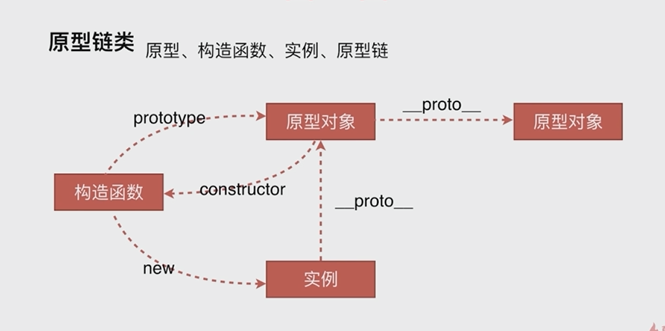 原型链类 原型、构造函数、实例、原型链
prototype
原型对象
__proto__
原型对象
构造函数
constructor
__proto__
new
实例